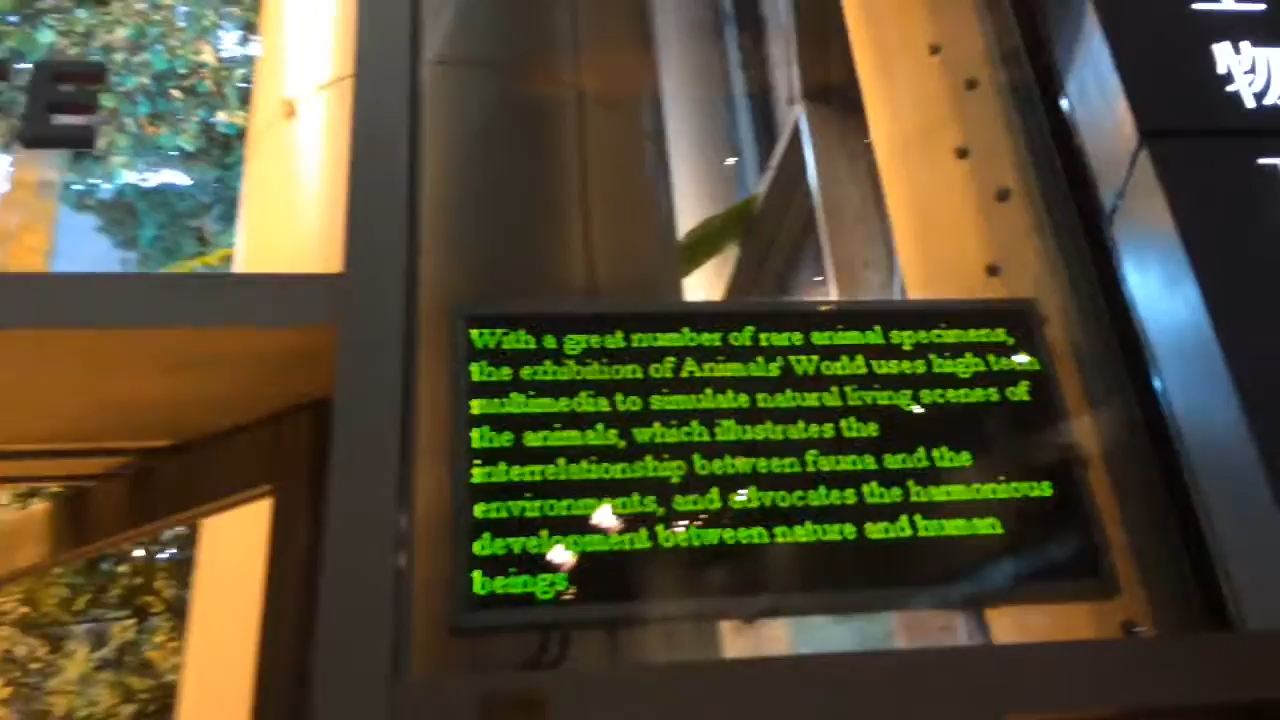 E
物
With a great number of rare animal specimens,
the exhibition of Animals' World uses high tech
multimedia to simulate natural living scenes of
the animals, which illustrates the
interrelationship between fauna and the
environments, and advocates the harmonious
development between nature and human
beings.